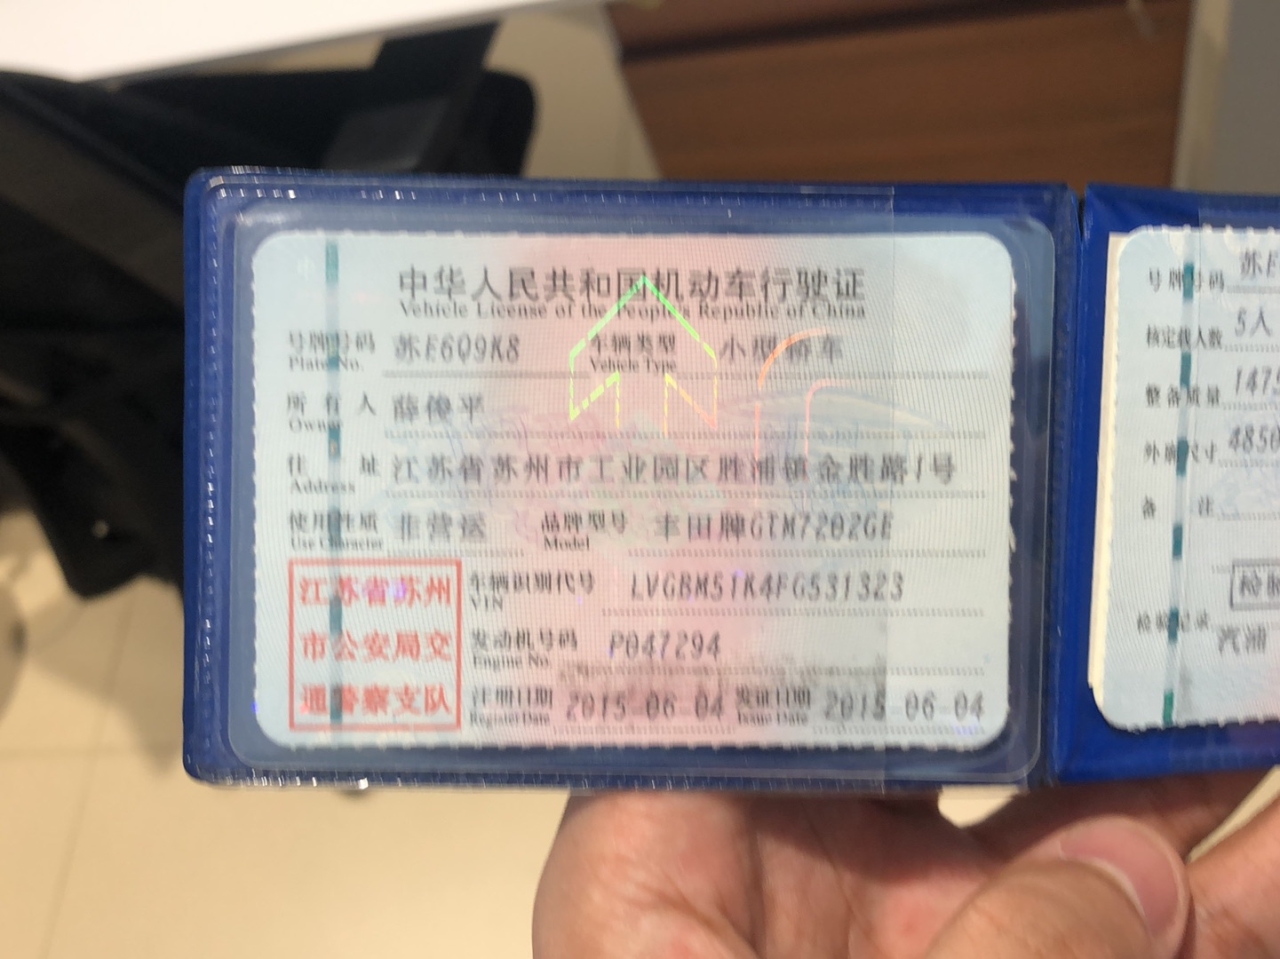 中华人民共和国机动车行驶证
Vehicle License of the People's Republic of China
号牌号码 苏E6Q9K8 车辆类型 小型轿车
Plate No. Vehicle Type
所有人 薛俊平
Owner
住址 江苏省苏州市工业园区胜浦镇金胜路1号
Address
使用性质 非营运 品牌型号 丰田牌GTM7202GE
Use Character Model
江苏省苏州
市公安局交
通警察支队
车辆识别代号 LVGBM51K4FG531323
VIN
发动机号码 P047294
Engine No.
注册日期 2015-06-04 发证日期 2015-06-04
Register Date Issue Date
号牌号码 苏E
核定载人数 5人
整备质量 1475
外廓尺寸 4850
备注
检验
检验记录 汽浦